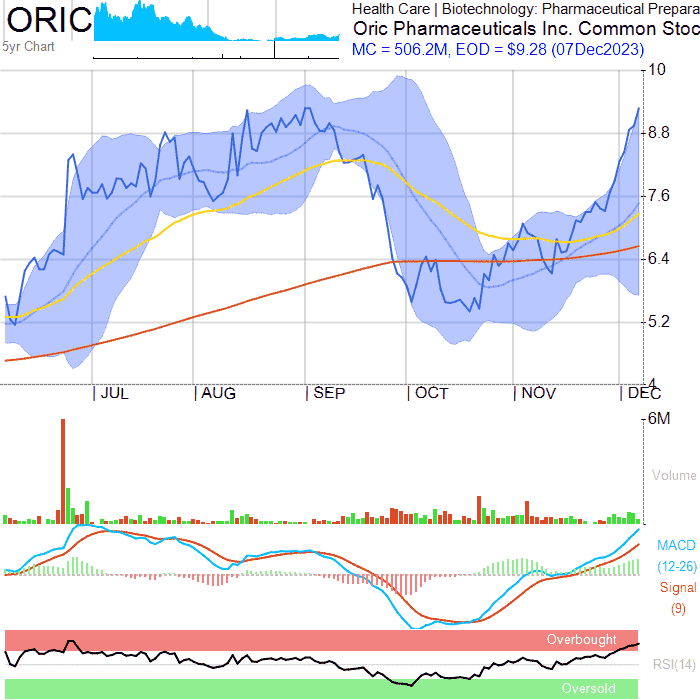 ORIC
5yr Chart
Health Care | Biotechnology: Pharmaceutical Prepara
Oric Pharmaceuticals Inc. Common Stoc
MC = 506.2M, EOD = $9.28 (07Dec2023)
10
8.8
7.6
6.4
5.2
4
JUL AUG SEP OCT NOV DEC
6M
Volume
MACD
(12-26)
Signal
(9)
Overbought
RSI(14)
Oversold